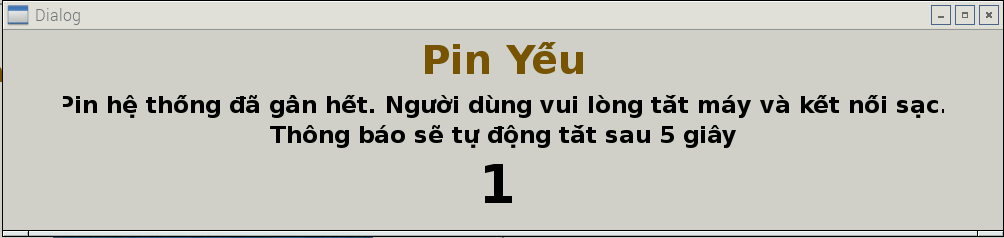 Dialog
Pin Yếu
Pin hệ thống đã gần hết. Người dùng vui lòng tắt máy và kết nối sạc.
Thông báo sẽ tự động tắt sau 5 giây
1